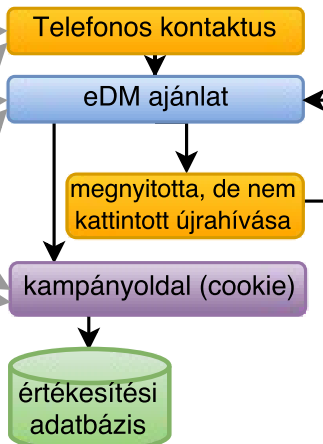 Telefonos kontaktus
eDM ajánlat
megnyitotta, de nem
kattintott újrahívása
kampányoldal (cookie)
értékesítési
adatbázis